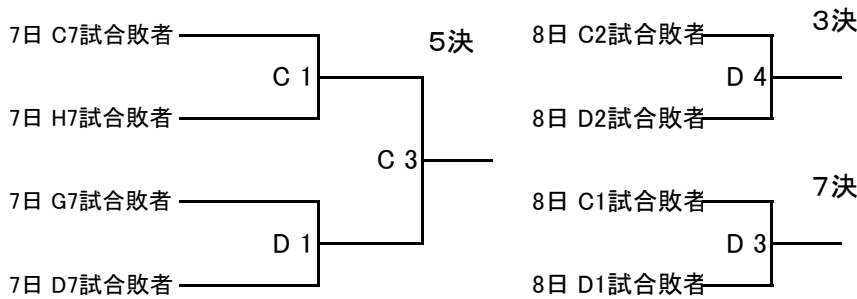 7日 C7試合敗者
C 1
7日 H7試合敗者
5決
C 3
7日 G7試合敗者
D 1
7日 D7試合敗者
3決
8日 C2試合敗者
D 4
8日 D2試合敗者
7決
8日 C1試合敗者
D 3
8日 D1試合敗者